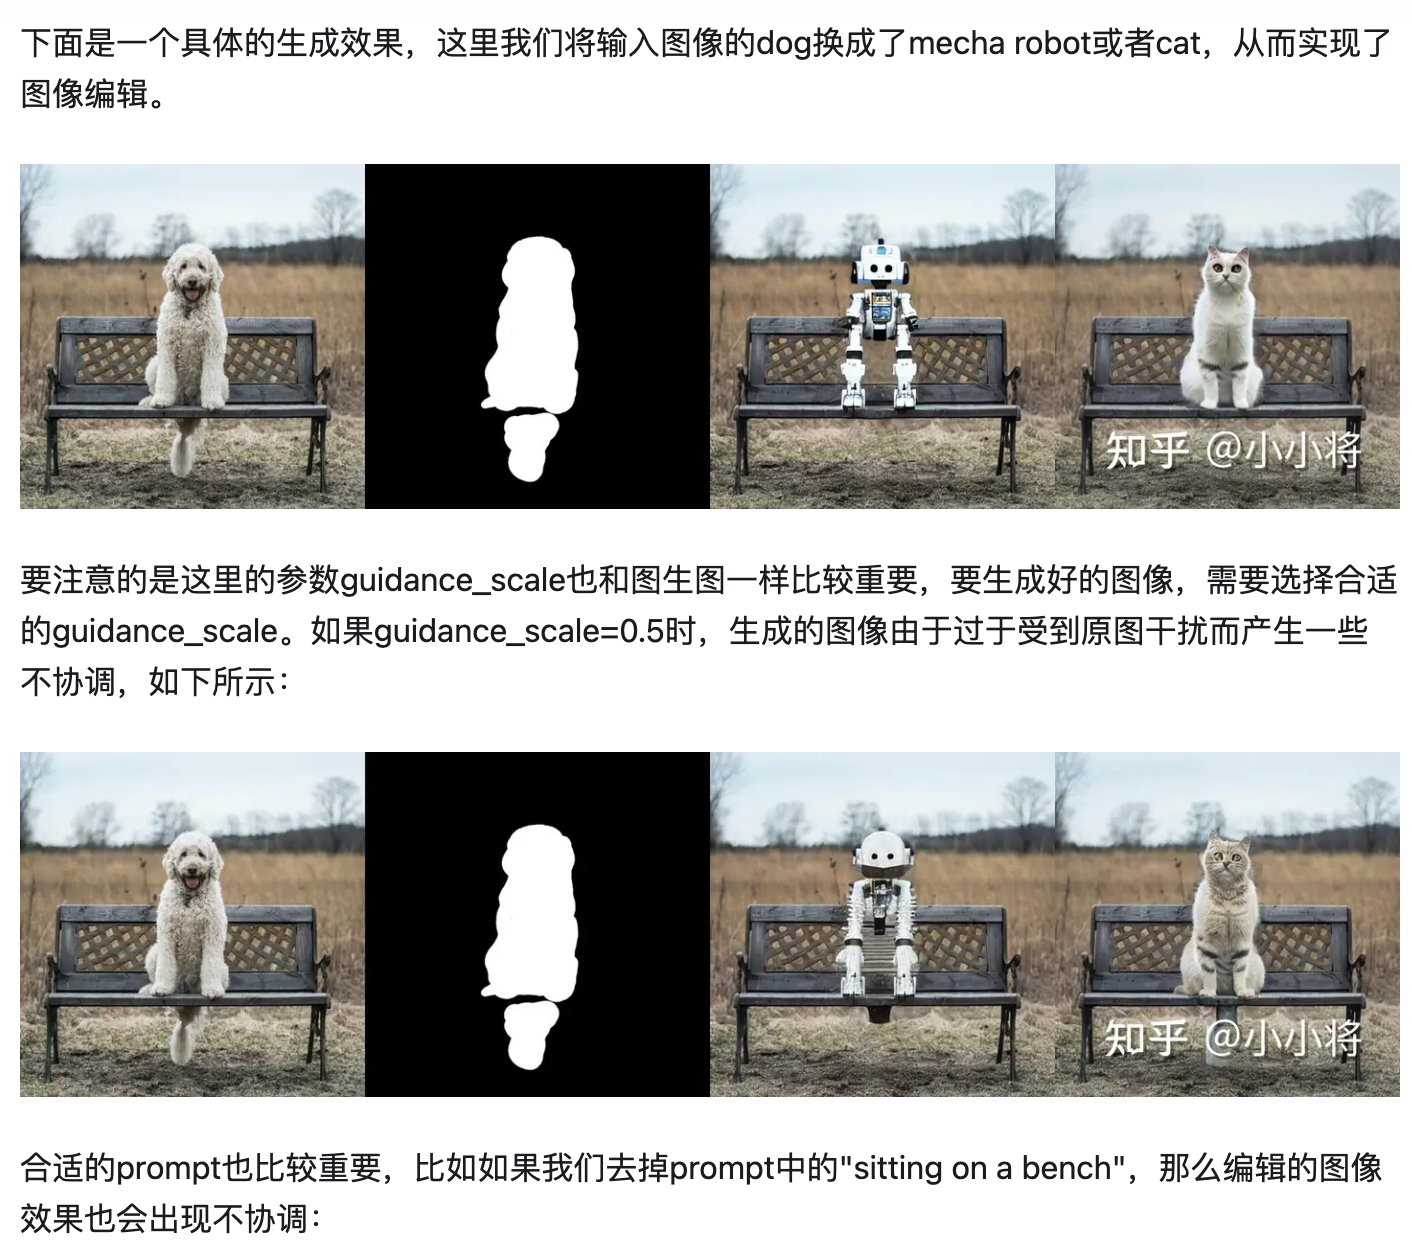 下面是一个具体的生成效果，这里我们将输入图像的dog换成了mecha robot或者cat，从而实现了
图像编辑。
知乎 @小小将
要注意的是这里的参数guidance_scale也和图生图一样比较重要，要生成好的图像，需要选择合适
的guidance_scale。如果guidance_scale=0.5时，生成的图像由于过于受到原图干扰而产生一些
不协调，如下所示：
知乎 @小小将
合适的prompt也比较重要，比如如果我们去掉prompt中的"sitting on a bench"，那么编辑的图像
效果也会出现不协调：